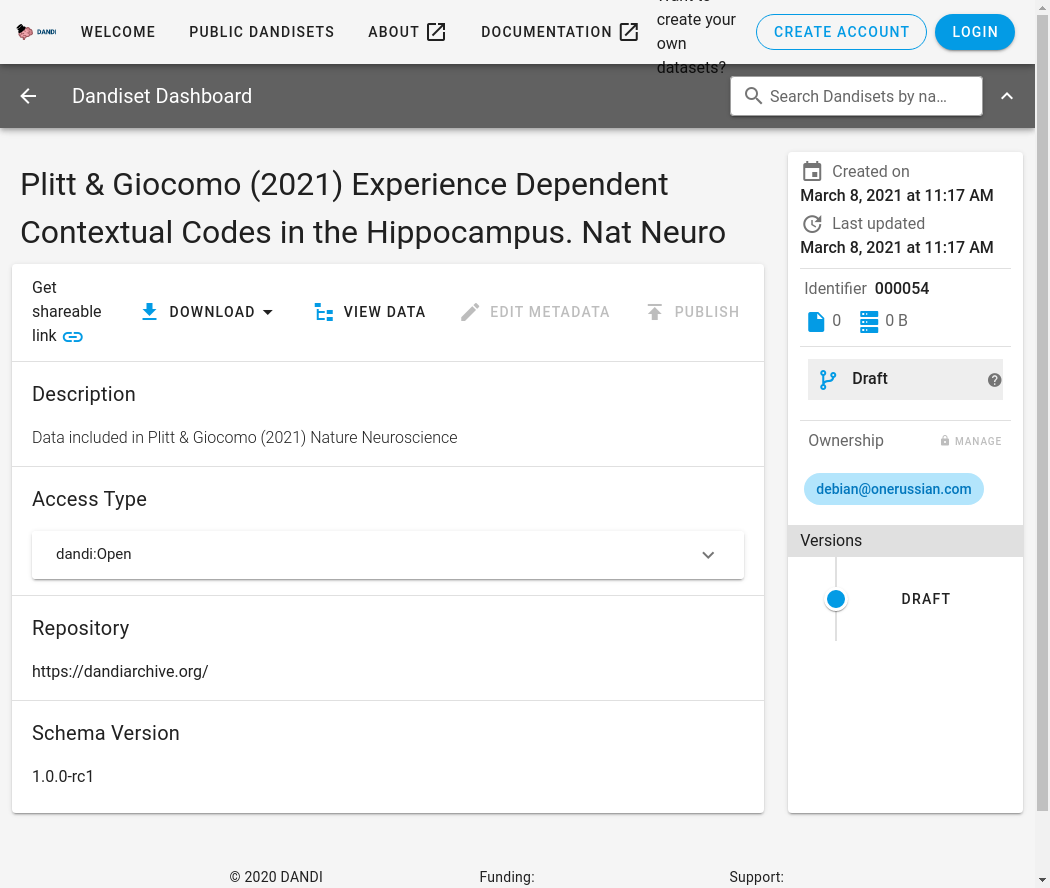 DANDI
WELCOME
PUBLIC DANDISETS
ABOUT
DOCUMENTATION
create your
own
datasets?
CREATE ACCOUNT
LOGIN
Dandiset Dashboard
Search Dandisets by na...
Plitt & Giocomo (2021) Experience Dependent
Contextual Codes in the Hippocampus. Nat Neuro
Get
shareable
link
DOWNLOAD
VIEW DATA
EDIT METADATA
PUBLISH
Description
Data included in Plitt & Giocomo (2021) Nature Neuroscience
Access Type
dandi:Open
Repository
https://dandiarchive.org/
Schema Version
1.0.0-rc1
Created on
March 8, 2021 at 11:17 AM
Last updated
March 8, 2021 at 11:17 AM
Identifier 000054
0 0 B
Draft
Ownership MANAGE
debian@onerussian.com
Versions
DRAFT
© 2020 DANDI
Funding:
Support: